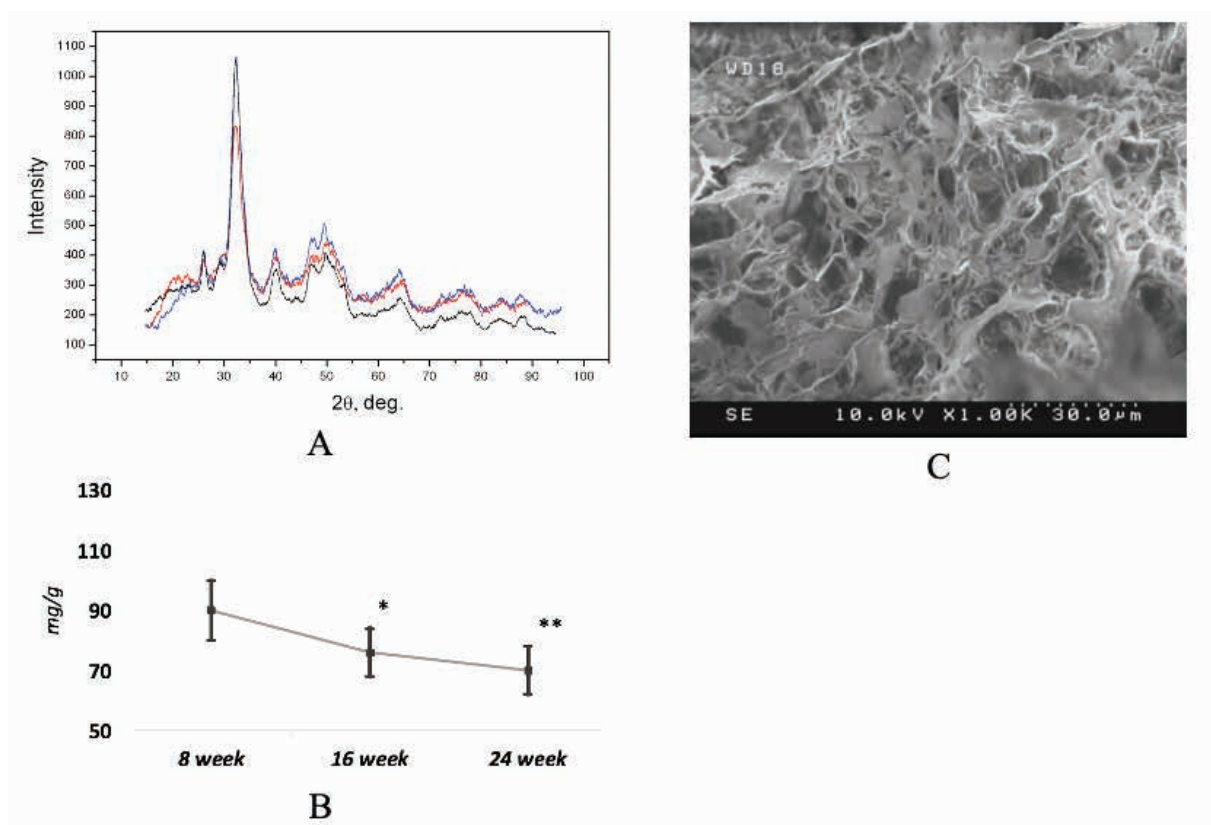 1100
1000
900
800
700
600
500
400
300
200
100
Intensity
10 20 30 40 50 60 70 80 90 100
2θ, deg.
A
WD18
SE 10.0kV X1.00K 30.0μm
C
130
110
90
70
50
mg/g
*
**
8 week 16 week 24 week
B